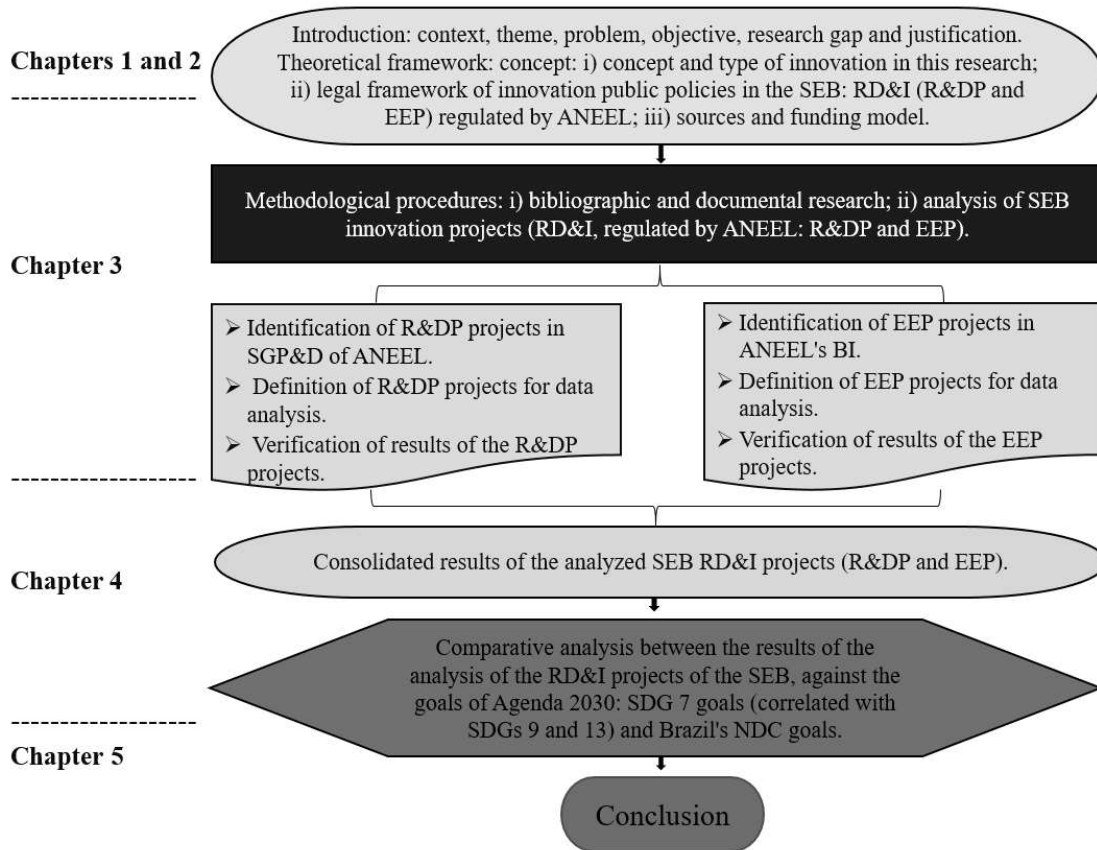 Chapters 1 and 2
Introduction: context, theme, problem, objective, research gap and justification.
Theoretical framework: concept: i) concept and type of innovation in this research;
ii) legal framework of innovation public policies in the SEB: RD&I (R&DP and
EEP) regulated by ANEEL; iii) sources and funding model.
Chapter 3
Methodological procedures: i) bibliographic and documental research; ii) analysis of SEB
innovation projects (RD&I, regulated by ANEEL: R&DP and EEP).
➤ Identification of R&DP projects in
SGP&D of ANEEL.
➤ Definition of R&DP projects for data
analysis.
➤ Verification of results of the R&DP
projects.
➤ Identification of EEP projects in
ANEEL's BI.
➤ Definition of EEP projects for data
analysis.
➤ Verification of results of the EEP
projects.
Chapter 4
Consolidated results of the analyzed SEB RD&I projects (R&DP and EEP).
Comparative analysis between the results of the
analysis of the RD&I projects of the SEB, against the
goals of Agenda 2030: SDG 7 goals (correlated with
SDGs 9 and 13) and Brazil's NDC goals.
Chapter 5
Conclusion